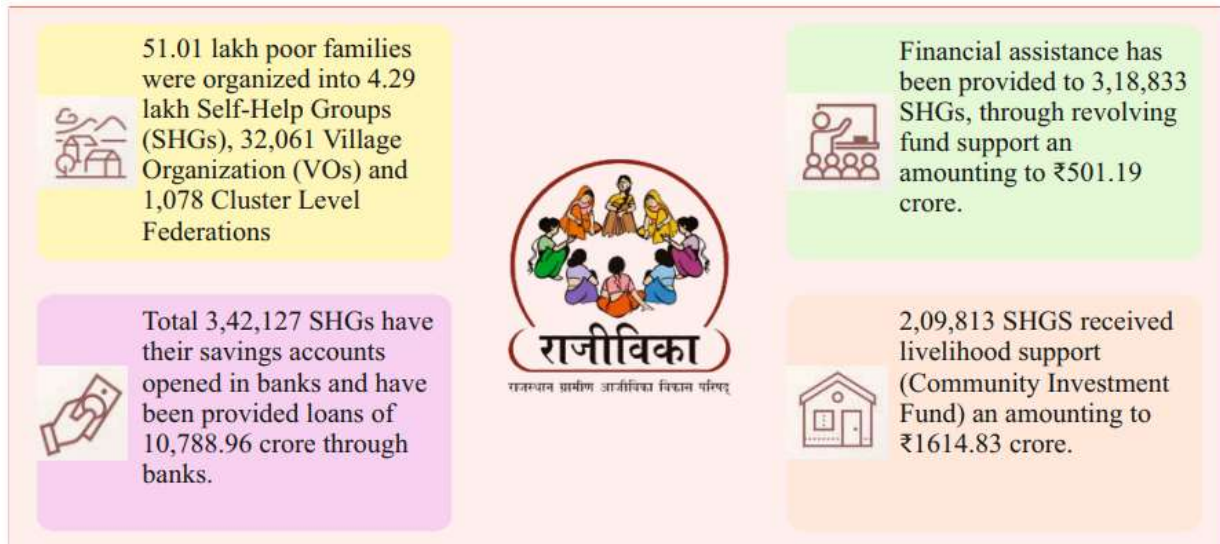 51.01 lakh poor families
were organized into 4.29
lakh Self-Help Groups
(SHGs), 32,061 Village
Organization (VOs) and
1,078 Cluster Level
Federations
Financial assistance has
been provided to 3,18,833
SHGs, through revolving
fund support an
amounting to ₹501.19
crore.
राजीविका
राजस्थान ग्रामीण आजीविका विकास परिषद्
Total 3,42,127 SHGs have
their savings accounts
opened in banks and have
been provided loans of
10,788.96 crore through
banks.
2,09,813 SHGS received
livelihood support
(Community Investment
Fund) an amounting to
₹1614.83 crore.